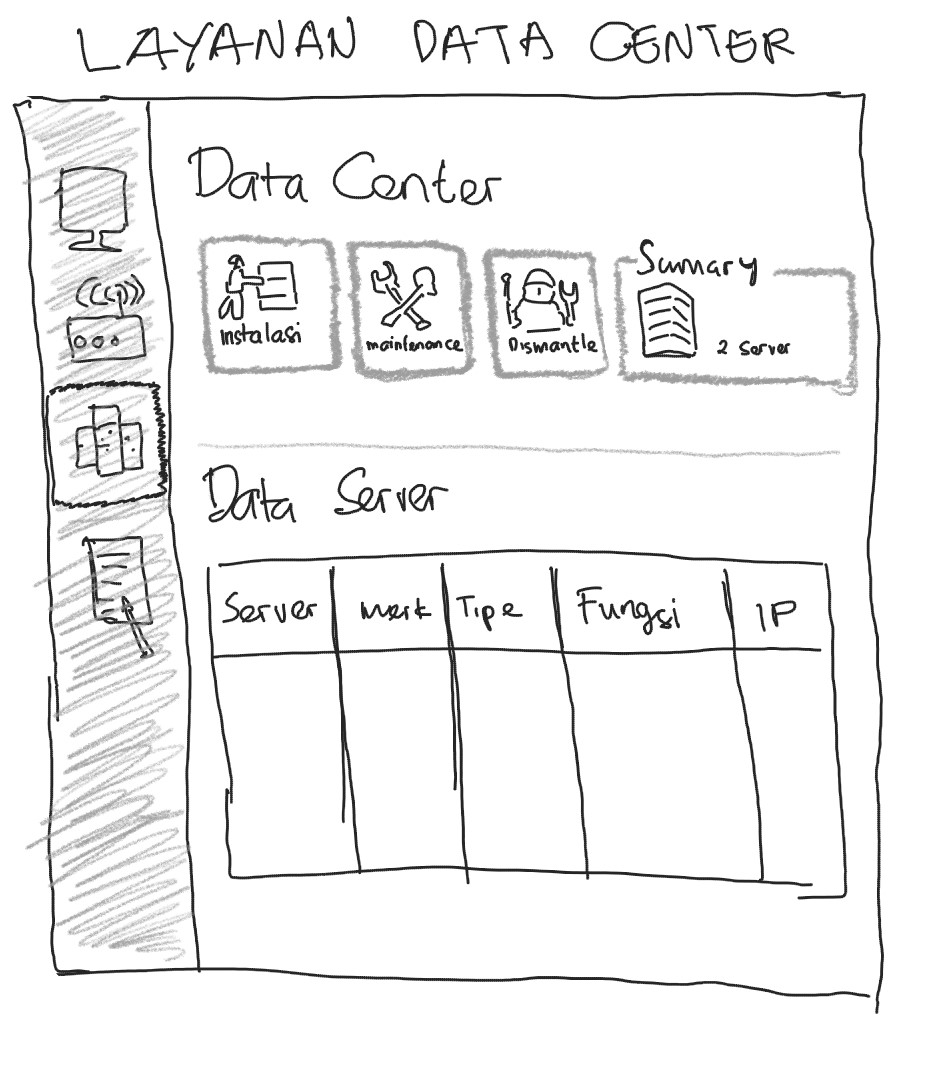 LAYANAN DATA CENTER
Data Center
Instalasi
maintenance
Dismantle
Sumary
2 Server
Data Server
Server merk Tipe Fungsi IP